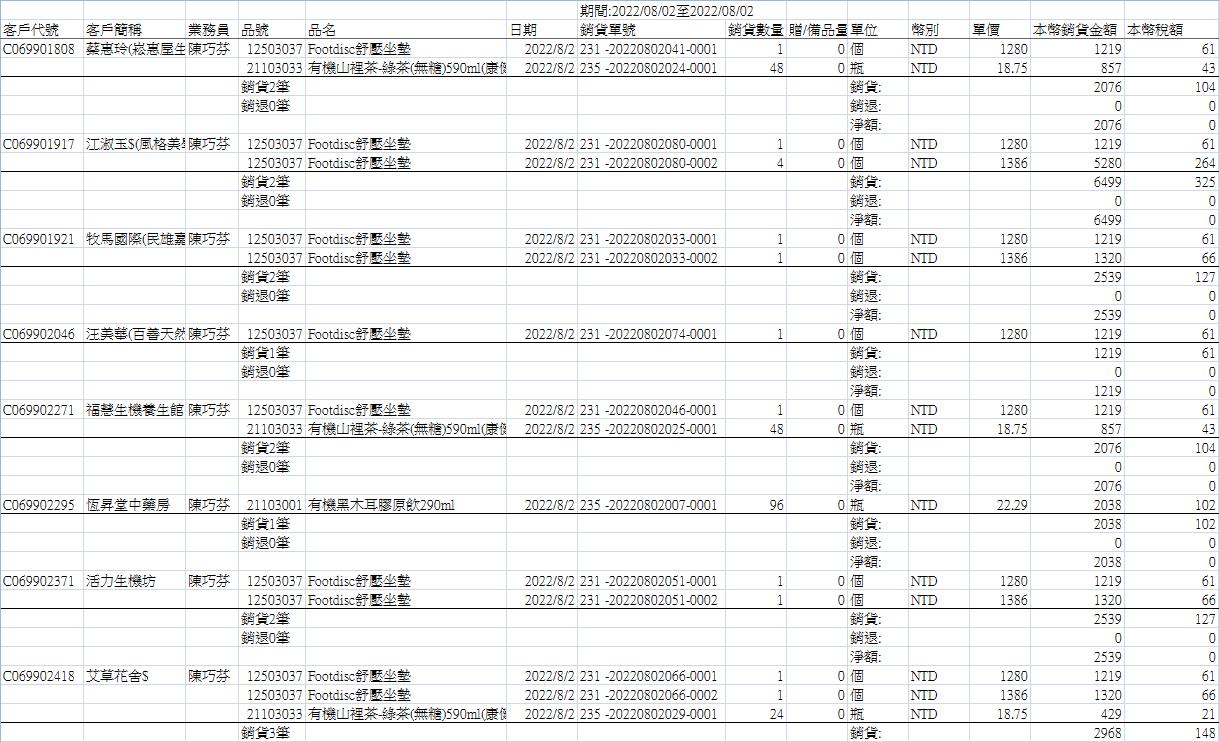 期間:2022/08/02至2022/08/02
客戶代號 客戶簡稱 業務員 品號 品名 日期 銷貨單號 銷貨數量 贈/備品量 單位 幣別 單價 本幣銷貨金額 本幣稅額
C069901808 蔡惠玲(崧惠屋生 陳巧芬 12503037 Footdisc舒壓坐墊 2022/8/2 231 -20220802041-0001 1 0 個 NTD 1280 1219 61
21103033 有機山裡茶-綠茶(無糖)590ml(康健 2022/8/2 235 -20220802024-0001 48 0 瓶 NTD 18.75 857 43
銷貨2筆 銷貨: 2076 104
銷退0筆 銷退: 0 0
淨額: 2076 0
C069901917 江淑玉$(風格美學 陳巧芬 12503037 Footdisc舒壓坐墊 2022/8/2 231 -20220802080-0001 1 0 個 NTD 1280 1219 61
12503037 Footdisc舒壓坐墊 2022/8/2 231 -20220802080-0002 4 0 個 NTD 1386 5280 264
銷貨2筆 銷貨: 6499 325
銷退0筆 銷退: 0 0
淨額: 6499 0
C069901921 牧馬國際(民雄嘉 陳巧芬 12503037 Footdisc舒壓坐墊 2022/8/2 231 -20220802033-0001 1 0 個 NTD 1280 1219 61
12503037 Footdisc舒壓坐墊 2022/8/2 231 -20220802033-0002 1 0 個 NTD 1386 1320 66
銷貨2筆 銷貨: 2539 127
銷退0筆 銷退: 0 0
淨額: 2539 0
C069902046 汪美華(百善天然 陳巧芬 12503037 Footdisc舒壓坐墊 2022/8/2 231 -20220802074-0001 1 0 個 NTD 1280 1219 61
銷貨1筆 銷貨: 1219 61
銷退0筆 銷退: 0 0
淨額: 1219 0
C069902271 福慧生機養生館 陳巧芬 12503037 Footdisc舒壓坐墊 2022/8/2 231 -20220802046-0001 1 0 個 NTD 1280 1219 61
21103033 有機山裡茶-綠茶(無糖)590ml(康健 2022/8/2 235 -20220802025-0001 48 0 瓶 NTD 18.75 857 43
銷貨2筆 銷貨: 2076 104
銷退0筆 銷退: 0 0
淨額: 2076 0
C069902295 恆昇堂中藥房 陳巧芬 21103001 有機黑木耳膠原飲290ml 2022/8/2 235 -20220802007-0001 96 0 瓶 NTD 22.29 2038 102
銷貨1筆 銷貨: 2038 102
銷退0筆 銷退: 0 0
淨額: 2038 0
C069902371 活力生機坊 陳巧芬 12503037 Footdisc舒壓坐墊 2022/8/2 231 -20220802051-0001 1 0 個 NTD 1280 1219 61
12503037 Footdisc舒壓坐墊 2022/8/2 231 -20220802051-0002 1 0 個 NTD 1386 1320 66
銷貨2筆 銷貨: 2539 127
銷退0筆 銷退: 0 0
淨額: 2539 0
C069902418 艾草花舍$ 陳巧芬 12503037 Footdisc舒壓坐墊 2022/8/2 231 -20220802066-0001 1 0 個 NTD 1280 1219 61
12503037 Footdisc舒壓坐墊 2022/8/2 231 -20220802066-0002 1 0 個 NTD 1386 1320 66
21103033 有機山裡茶-綠茶(無糖)590ml(康健 2022/8/2 235 -20220802029-0001 24 0 瓶 NTD 18.75 429 21
銷貨3筆 銷貨: 2968 148